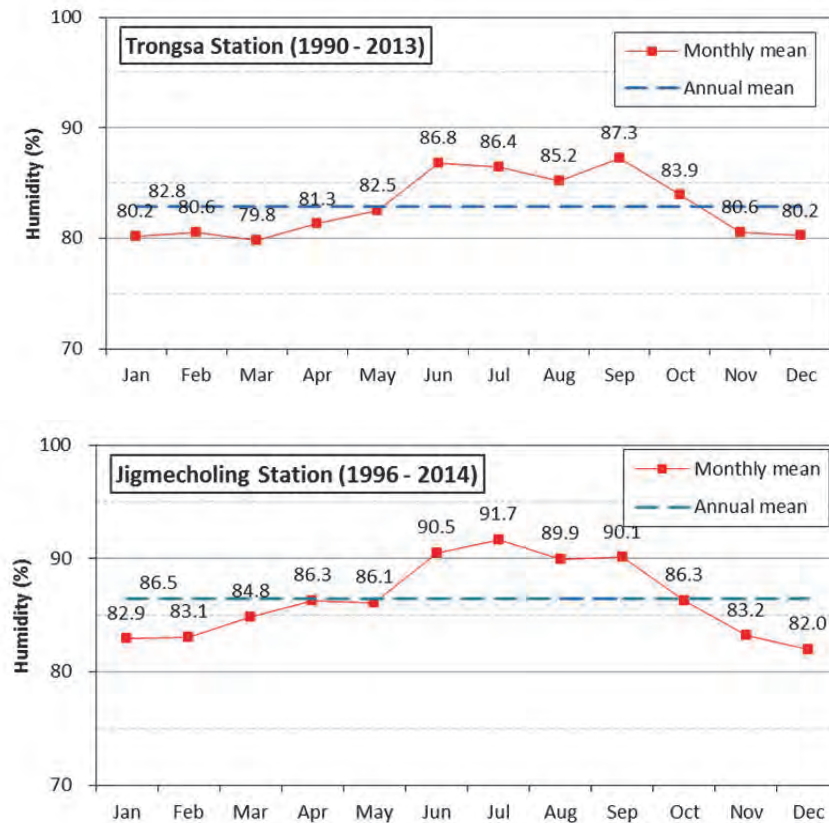 100
Trongsa Station (1990 - 2013)
Monthly mean
Annual mean
90
80
70
Humidity (%)
82.8
80.2 80.6 79.8 81.3 82.5 86.8 86.4 85.2 87.3 83.9 80.6 80.2
Jan Feb Mar Apr May Jun Jul Aug Sep Oct Nov Dec
100
Jigmecholing Station (1996 - 2014)
Monthly mean
Annual mean
90
80
70
Humidity (%)
86.5
82.9 83.1 84.8 86.3 86.1 90.5 91.7 89.9 90.1 86.3 83.2 82.0
Jan Feb Mar Apr May Jun Jul Aug Sep Oct Nov Dec